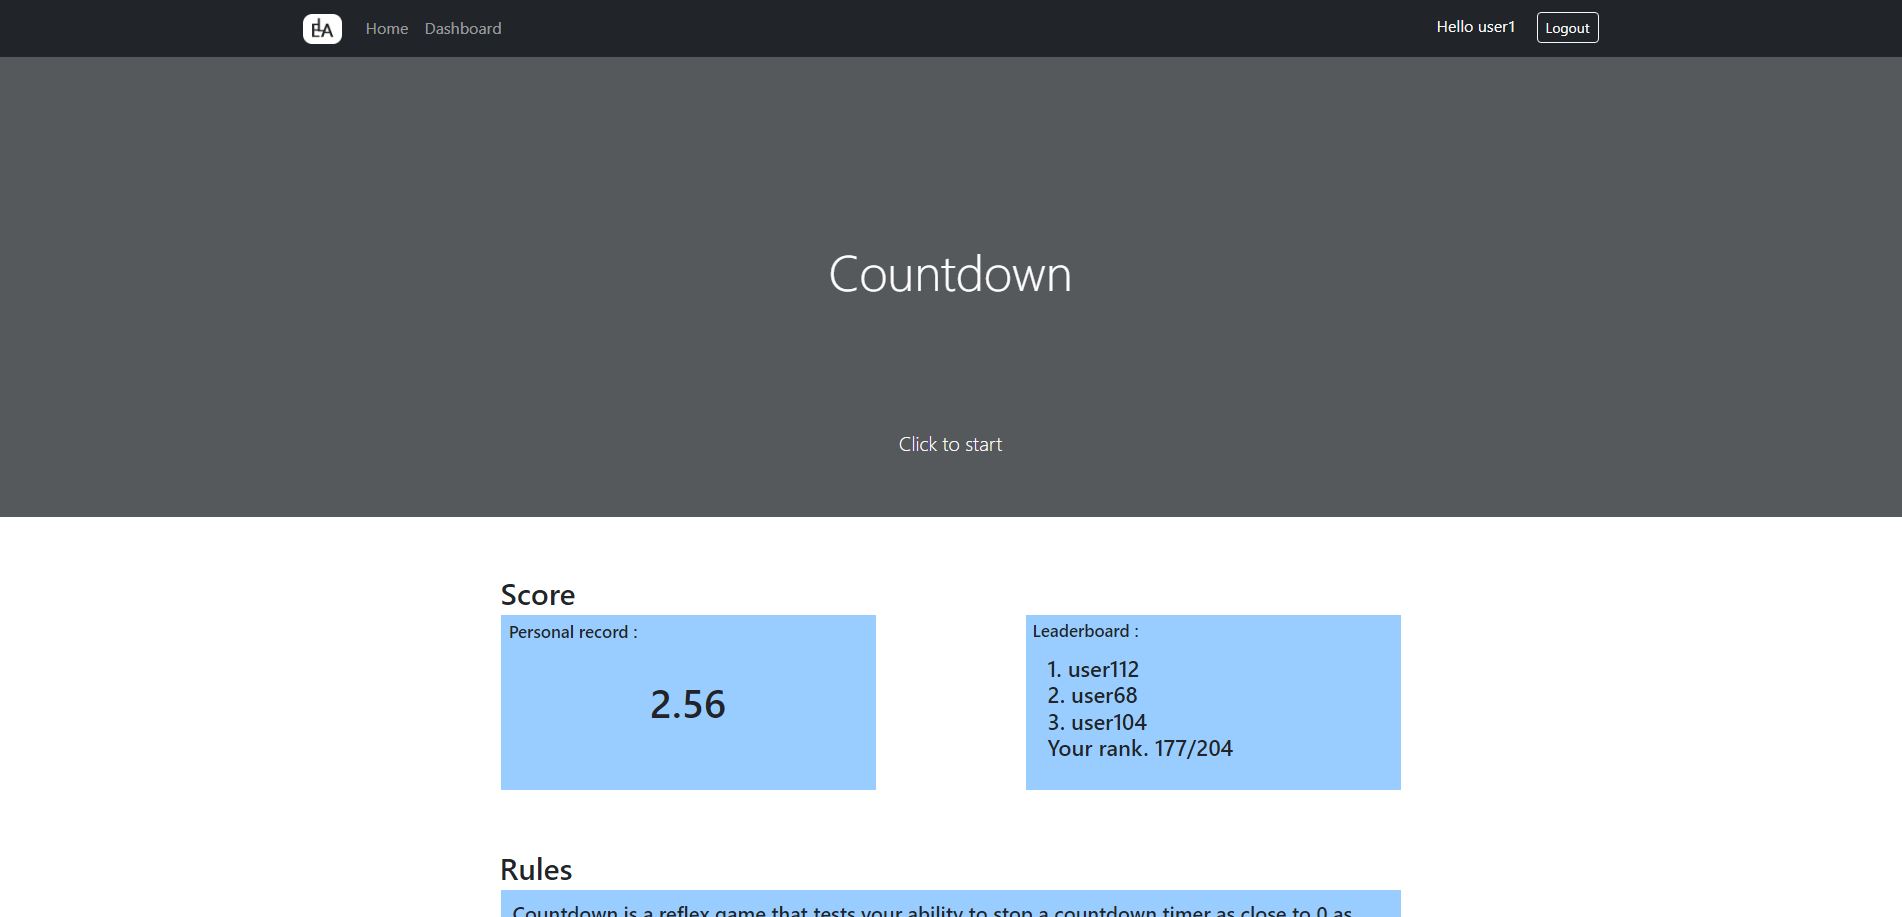 ELA Home Dashboard Hello user1 Logout
Countdown
Click to start
Score
Personal record :
2.56
Leaderboard :
1. user112
2. user68
3. user104
Your rank. 177/204
Rules
Countdown is a reflex game that tests your ability to stop a countdown timer as close to 0 as